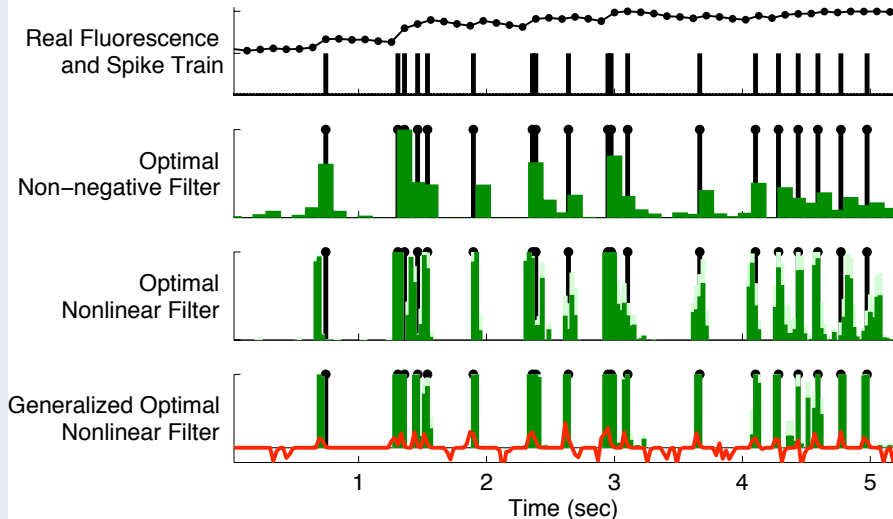 Real Fluorescence
and Spike Train
Optimal
Non−negative Filter
Optimal
Nonlinear Filter
Generalized Optimal
Nonlinear Filter
1 2 3 4 5
Time (sec)